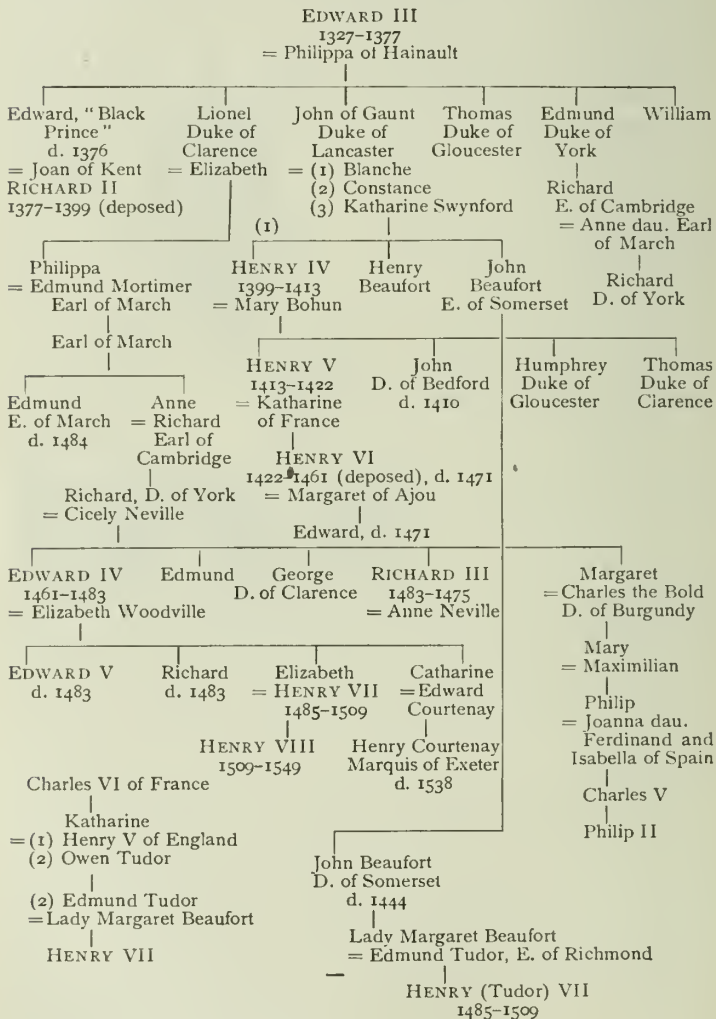 EDWARD III
1327-1377
= Philippa of Hainault
Edward, "Black
Prince"
d. 1376
= Joan of Kent
RICHARD II
1377-1399 (deposed)
Lionel
Duke of
Clarence
= Elizabeth
John of Gaunt
Duke of
Lancaster
= (1) Blanche
(2) Constance
(3) Katharine Swynford
Thomas
Duke of
Gloucester
Edmund
Duke of
York
William
Richard
E. of Cambridge
= Anne dau. Earl
of March
Richard
D. of York
(1)
Philippa
= Edmund Mortimer
Earl of March
HENRY IV
1399-1413
= Mary Bohun
Henry
Beaufort
John
Beaufort
E. of Somerset
Earl of March
HENRY V
1413-1422
= Katharine
of France
John
D. of Bedford
d. 1410
Humphrey
Duke of
Gloucester
Thomas
Duke of
Clarence
Edmund
E. of March
d. 1484
Anne
= Richard
Earl of
Cambridge
HENRY VI
1422-1461 (deposed), d. 1471
= Margaret of Ajou
Richard, D. of York
= Cicely Neville
Edward, d. 1471
EDWARD IV
1461-1483
= Elizabeth Woodville
Edmund
George
D. of Clarence
RICHARD III
1483-1475
= Anne Neville
Margaret
= Charles the Bold
D. of Burgundy
Mary
= Maximilian
Philip
= Joanna dau.
Ferdinand and
Isabella of Spain
Charles V
Philip II
EDWARD V
d. 1483
Richard
d. 1483
Elizabeth
= HENRY VII
1485-1509
Catharine
= Edward
Courtenay
HENRY VIII
1509-1549
Henry Courtenay
Marquis of Exeter
d. 1538
Charles VI of France
Katharine
= (1) Henry V of England
(2) Owen Tudor
(2) Edmund Tudor
= Lady Margaret Beaufort
HENRY VII
John Beaufort
D. of Somerset
d. 1444
Lady Margaret Beaufort
= Edmund Tudor, E. of Richmond
HENRY (Tudor) VII
1485-1509